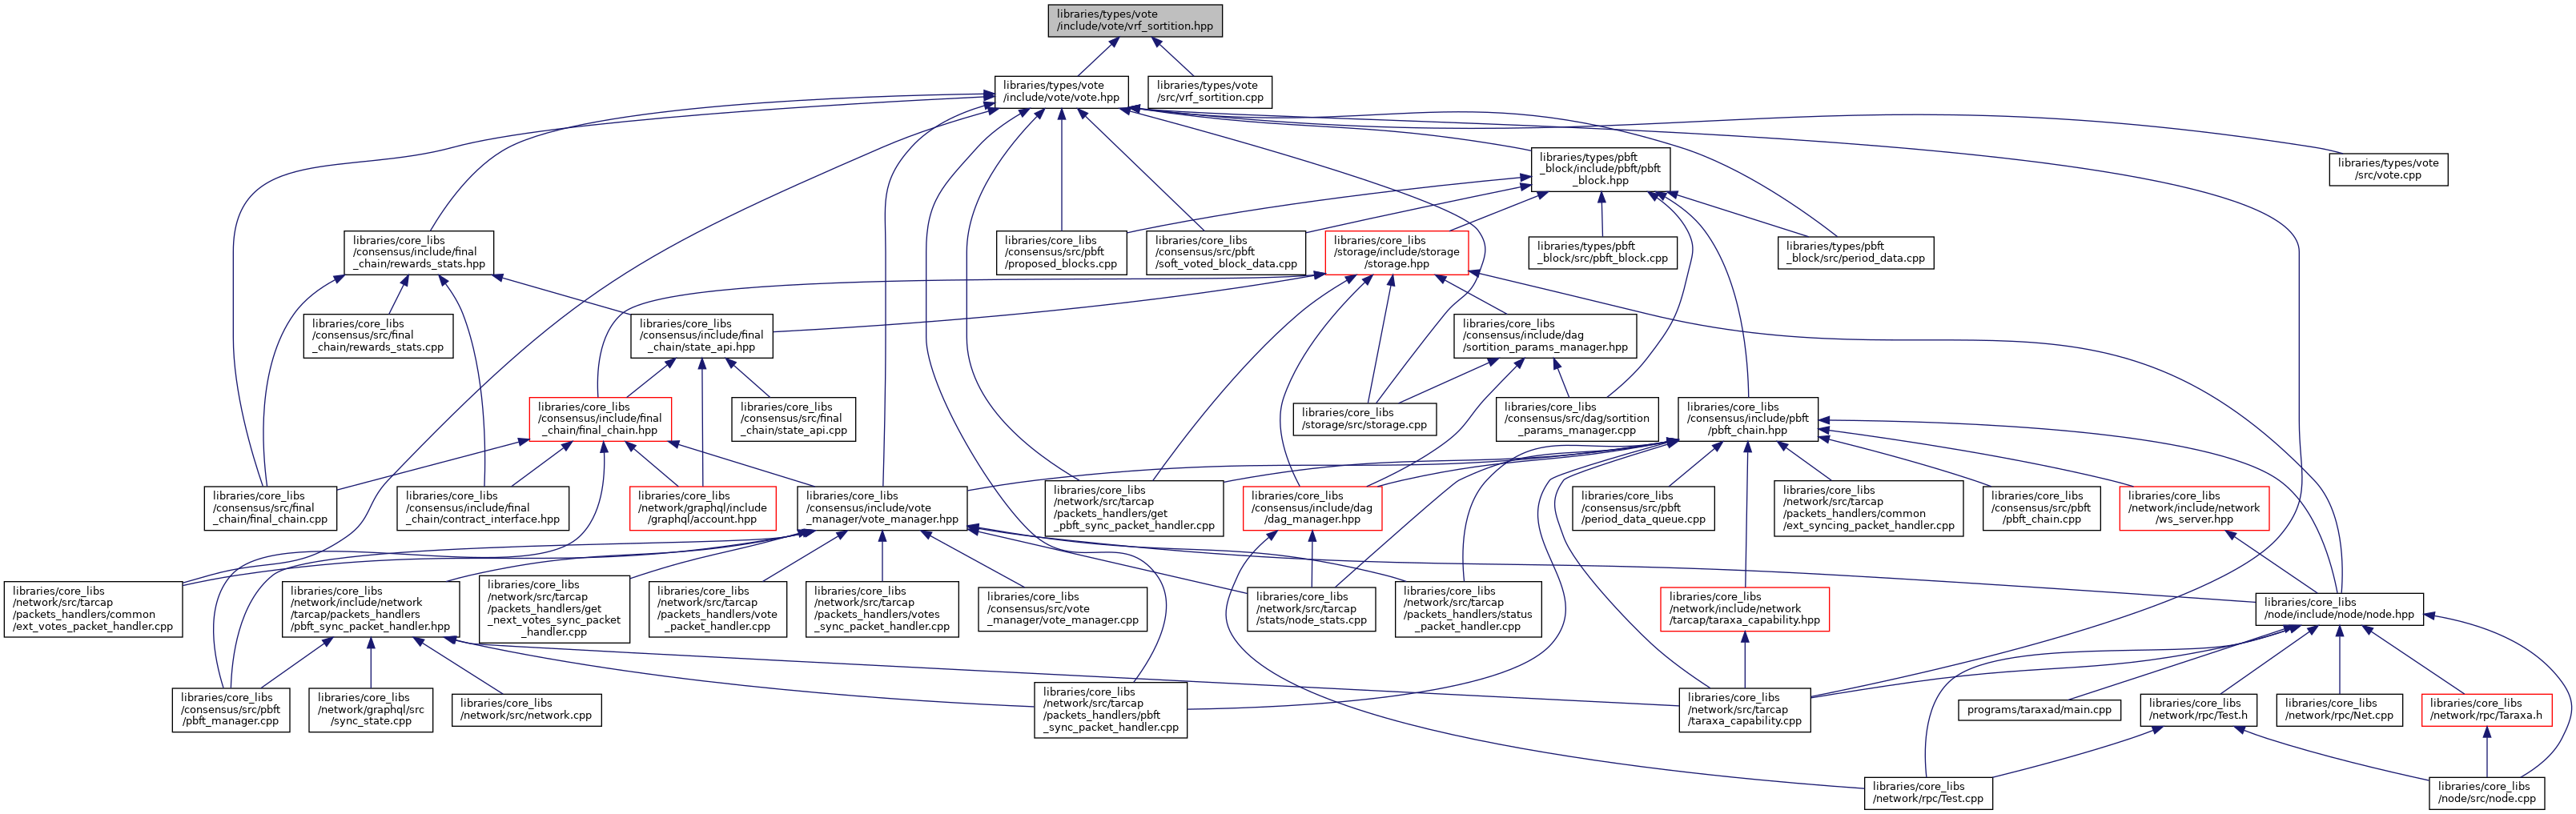 libraries/types/vote
/include/vote/vrf_sortition.hpp
libraries/types/vote
/include/vote/vote.hpp
libraries/types/vote
/src/vrf_sortition.cpp
libraries/types/pbft
_block/include/pbft/pbft
_block.hpp
libraries/types/vote
/src/vote.cpp
libraries/core_libs
/consensus/include/final
_chain/rewards_stats.hpp
libraries/core_libs
/consensus/src/pbft
/proposed_blocks.cpp
libraries/core_libs
/consensus/src/pbft
/soft_voted_block_data.cpp
libraries/core_libs
/storage/include/storage
/storage.hpp
libraries/types/pbft
_block/src/pbft_block.cpp
libraries/types/pbft
_block/src/period_data.cpp
libraries/core_libs
/consensus/src/final
_chain/rewards_stats.cpp
libraries/core_libs
/consensus/include/final
_chain/state_api.hpp
libraries/core_libs
/consensus/include/dag
/sortition_params_manager.hpp
libraries/core_libs
/consensus/include/final
_chain/final_chain.hpp
libraries/core_libs
/consensus/src/final
_chain/state_api.cpp
libraries/core_libs
/storage/src/storage.cpp
libraries/core_libs
/consensus/src/dag/sortition
_params_manager.cpp
libraries/core_libs
/consensus/include/pbft
/pbft_chain.hpp
libraries/core_libs
/consensus/src/final
_chain/final_chain.cpp
libraries/core_libs
/consensus/include/final
_chain/contract_interface.hpp
libraries/core_libs
/network/graphql/include
/graphql/account.hpp
libraries/core_libs
/consensus/include/vote
_manager/vote_manager.hpp
libraries/core_libs
/network/src/tarcap
/packets_handlers/get
_pbft_sync_packet_handler.cpp
libraries/core_libs
/consensus/include/dag
/dag_manager.hpp
libraries/core_libs
/consensus/src/pbft
/period_data_queue.cpp
libraries/core_libs
/network/src/tarcap
/packets_handlers/common
/ext_syncing_packet_handler.cpp
libraries/core_libs
/consensus/src/pbft
/pbft_chain.cpp
libraries/core_libs
/network/include/network
/ws_server.hpp
libraries/core_libs
/network/src/tarcap
/packets_handlers/common
/ext_votes_packet_handler.cpp
libraries/core_libs
/network/include/network
/tarcap/packets_handlers
/pbft_sync_packet_handler.hpp
libraries/core_libs
/network/src/tarcap
/packets_handlers/get
_next_votes_sync_packet
_handler.cpp
libraries/core_libs
/network/src/tarcap
/packets_handlers/vote
_packet_handler.cpp
libraries/core_libs
/network/src/tarcap
/packets_handlers/votes
_sync_packet_handler.cpp
libraries/core_libs
/consensus/src/vote
_manager/vote_manager.cpp
libraries/core_libs
/network/src/tarcap
/stats/node_stats.cpp
libraries/core_libs
/network/src/tarcap
/packets_handlers/status
_packet_handler.cpp
libraries/core_libs
/network/include/network
/tarcap/taraxa_capability.hpp
libraries/core_libs
/node/include/node/node.hpp
libraries/core_libs
/consensus/src/pbft
/pbft_manager.cpp
libraries/core_libs
/network/graphql/src
/sync_state.cpp
libraries/core_libs
/network/src/network.cpp
libraries/core_libs
/network/src/tarcap
/packets_handlers/pbft
_sync_packet_handler.cpp
libraries/core_libs
/network/src/tarcap
/taraxa_capability.cpp
programs/taraxad/main.cpp
libraries/core_libs
/network/rpc/Test.h
libraries/core_libs
/network/rpc/Net.cpp
libraries/core_libs
/network/rpc/Taraxa.h
libraries/core_libs
/network/rpc/Test.cpp
libraries/core_libs
/node/src/node.cpp